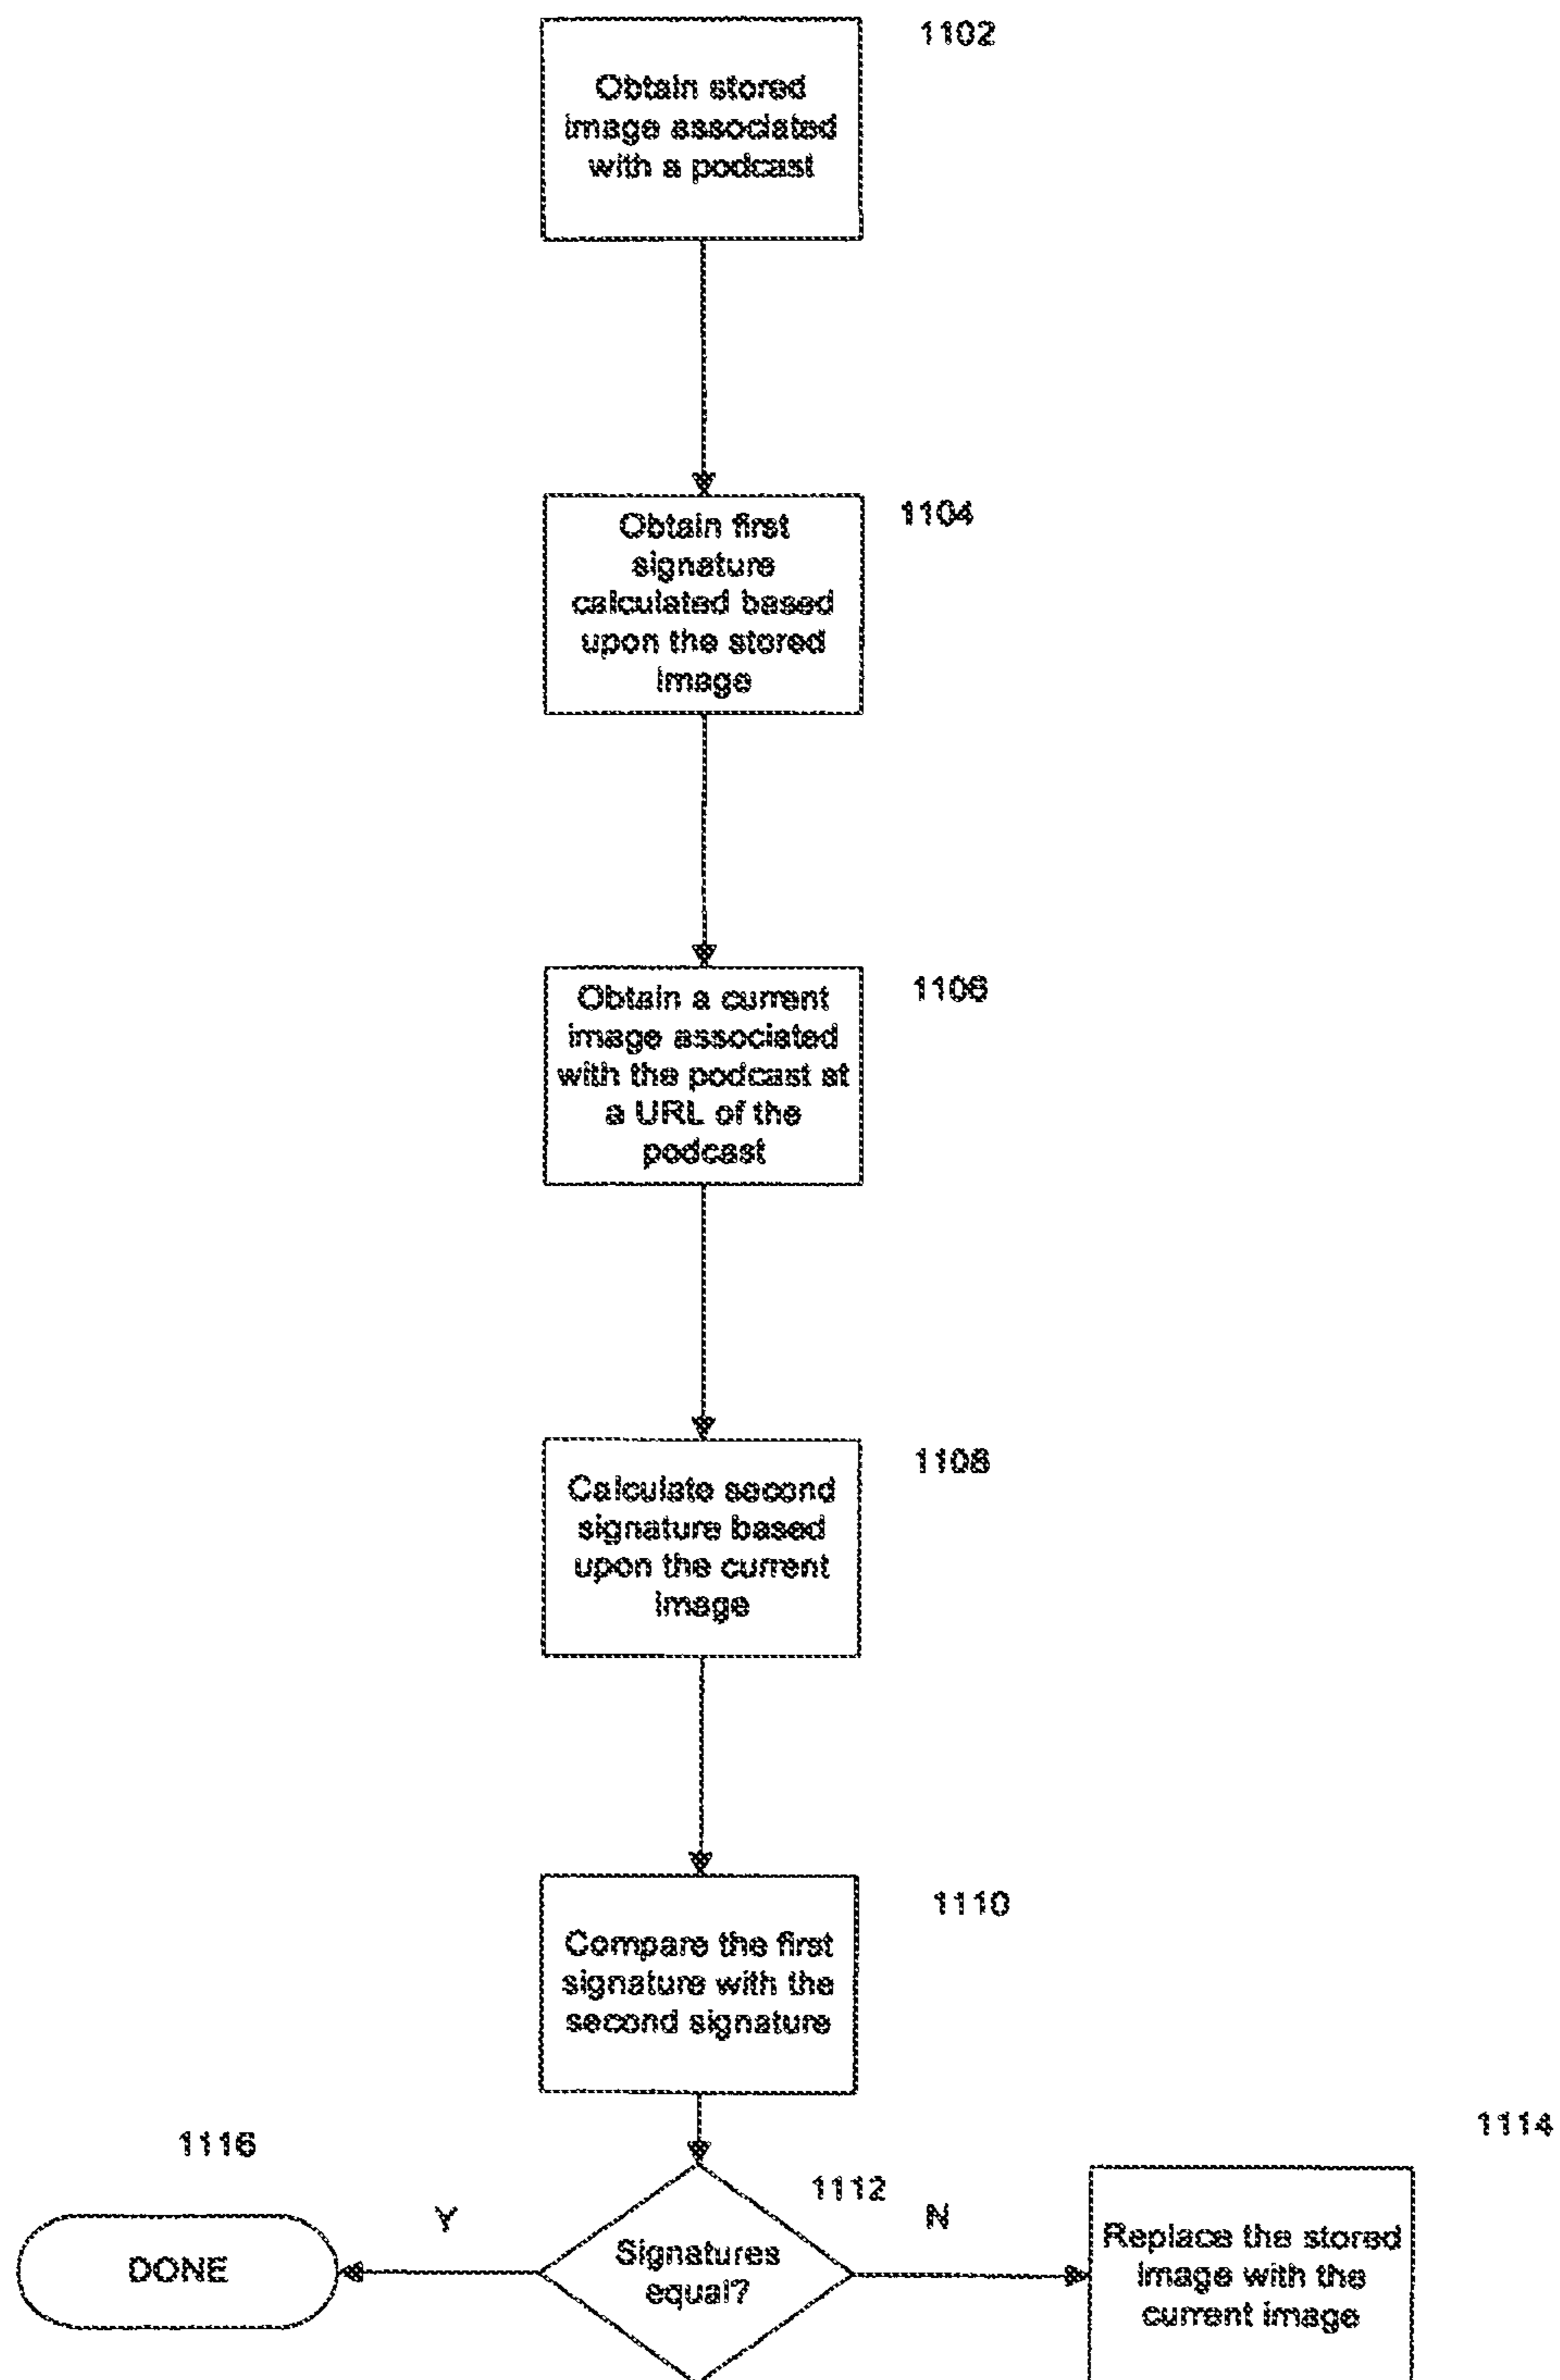 1102
Obtain stored
image associated
with a podcast
1104
Obtain first
signature
calculated based
upon the stored
image
1106
Obtain a current
image associated
with the podcast at
a URL of the
podcast
1108
Calculate second
signature based
upon the current
image
1110
Compare the first
signature with the
second signature
1116
DONE
Y
1112
Signatures
equal?
N
1114
Replace the stored
image with the
current image